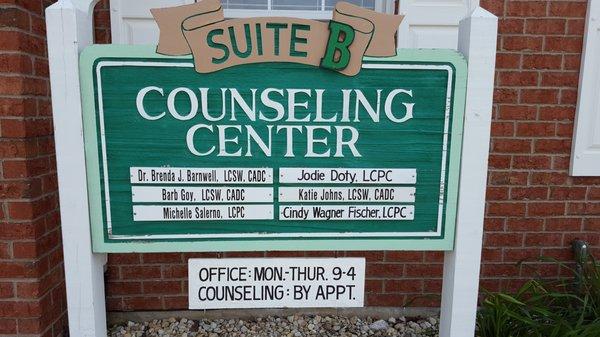 SUITE B
COUNSELING
CENTER
Dr. Brenda J. Barnwell, LCSW, CADC
Jodie Doty, LCPC
Barb Goy, LCSW, CADC
Katie Johns, LCSW, CADC
Michelle Salerno, LCPC
Cindy Wagner Fischer, LCPC
OFFICE: MON.-THUR. 9-4
COUNSELING: BY APPT.